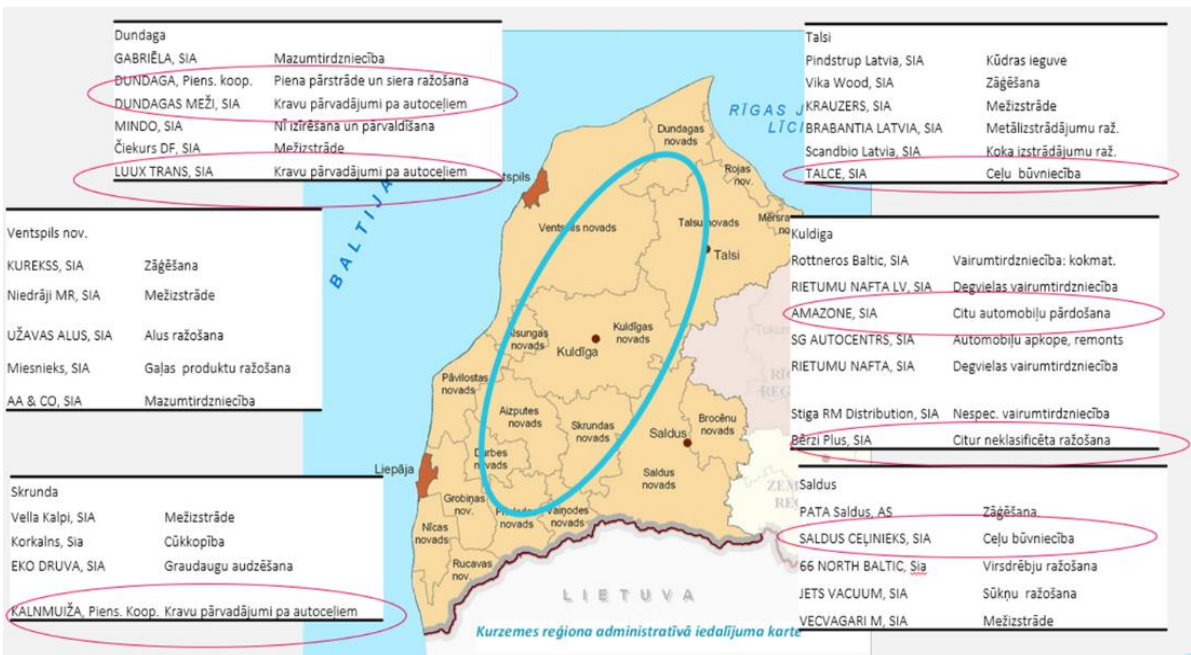 Dundaga
GABRIĒLA, SIA Mazumtirdzniecība
DUNDAGA, Piens. koop. Piena pārstrāde un siera ražošana
DUNDAGAS MEŽI, SIA Kravu pārvadājumi pa autoceļiem
MINDO, SIA NĪ izīrēšana un pārvaldīšana
Čiekurs DF, SIA Mežizstrāde
LUUX TRANS, SIA Kravu pārvadājumi pa autoceļiem
Talsi
Pindstrup Latvia, SIA Kūdras ieguve
Vika Wood, SIA Zāģēšana
KRAUZERS, SIA Mežizstrāde
BRABANTIA LATVIA, SIA Metālizstrādājumu raž.
Scandbio Latvia, SIA Koka izstrādājumu raž.
TALCE, SIA Ceļu būvniecība
Ventspils nov.
KUREKSS, SIA Zāģēšana
Niedrāji MR, SIA Mežizstrāde
UŽAVAS ALUS, SIA Alus ražošana
Miesnieks, SIA Gaļas produktu ražošana
AA & CO, SIA Mazumtirdzniecība
Kuldiga
Rottneros Baltic, SIA Vairumtirdzniecība: kokmat.
RIETUMU NAFTA LV, SIA Degvielas vairumtirdzniecība
AMAZONE, SIA Citu automobiļu pārdošana
SG AUTOCENTRS, SIA Automobiļu apkope, remonts
RIETUMU NAFTA, SIA Degvielas vairumtirdzniecība
Stiga RM Distribution, SIA Nespec. vairumtirdzniecība
Bērzi Plus, SIA Citur neklasificēta ražošana
Skrunda
Vella Kalpi, SIA Mežizstrāde
Korkalns, Sia Cūkkopība
EKO DRUVA, SIA Graudaugu audzēšana
KALNMUIŽA, Piens. Koop. Kravu pārvadājumi pa autoceļiem
Saldus
PATA Saldus, AS Zāģēšana
SALDUS CEĻINIEKS, SIA Ceļu būvniecība
66 NORTH BALTIC, Sia Virsdrēbju ražošana
JETS VACUUM, SIA Sūkņu ražošana
VECVAGARI M, SIA Mežizstrāde
RĪGAS J
LĪCI
BALTIJA
Dundagas
novads
Rojas
nov.
tspils
Ventspils novads
Talsu novads
Mērsra
no
Talsi
Alsungas
novads
Kuldīgas
novads
Kuldīga
Pāvilostas
novads
Aizputes
novads
Skrundas
novads
Saldus
Brocēnu
novads
Durbes
novads
Liepāja
Saldus
novads
Grobiņas
nov.
novads
Vaiņodes
novads
Nīcas
novads
Rucavas
nov.
ZEM
REG
LIETUVA
Kurzemes reģiona administratīvā iedalījuma karte